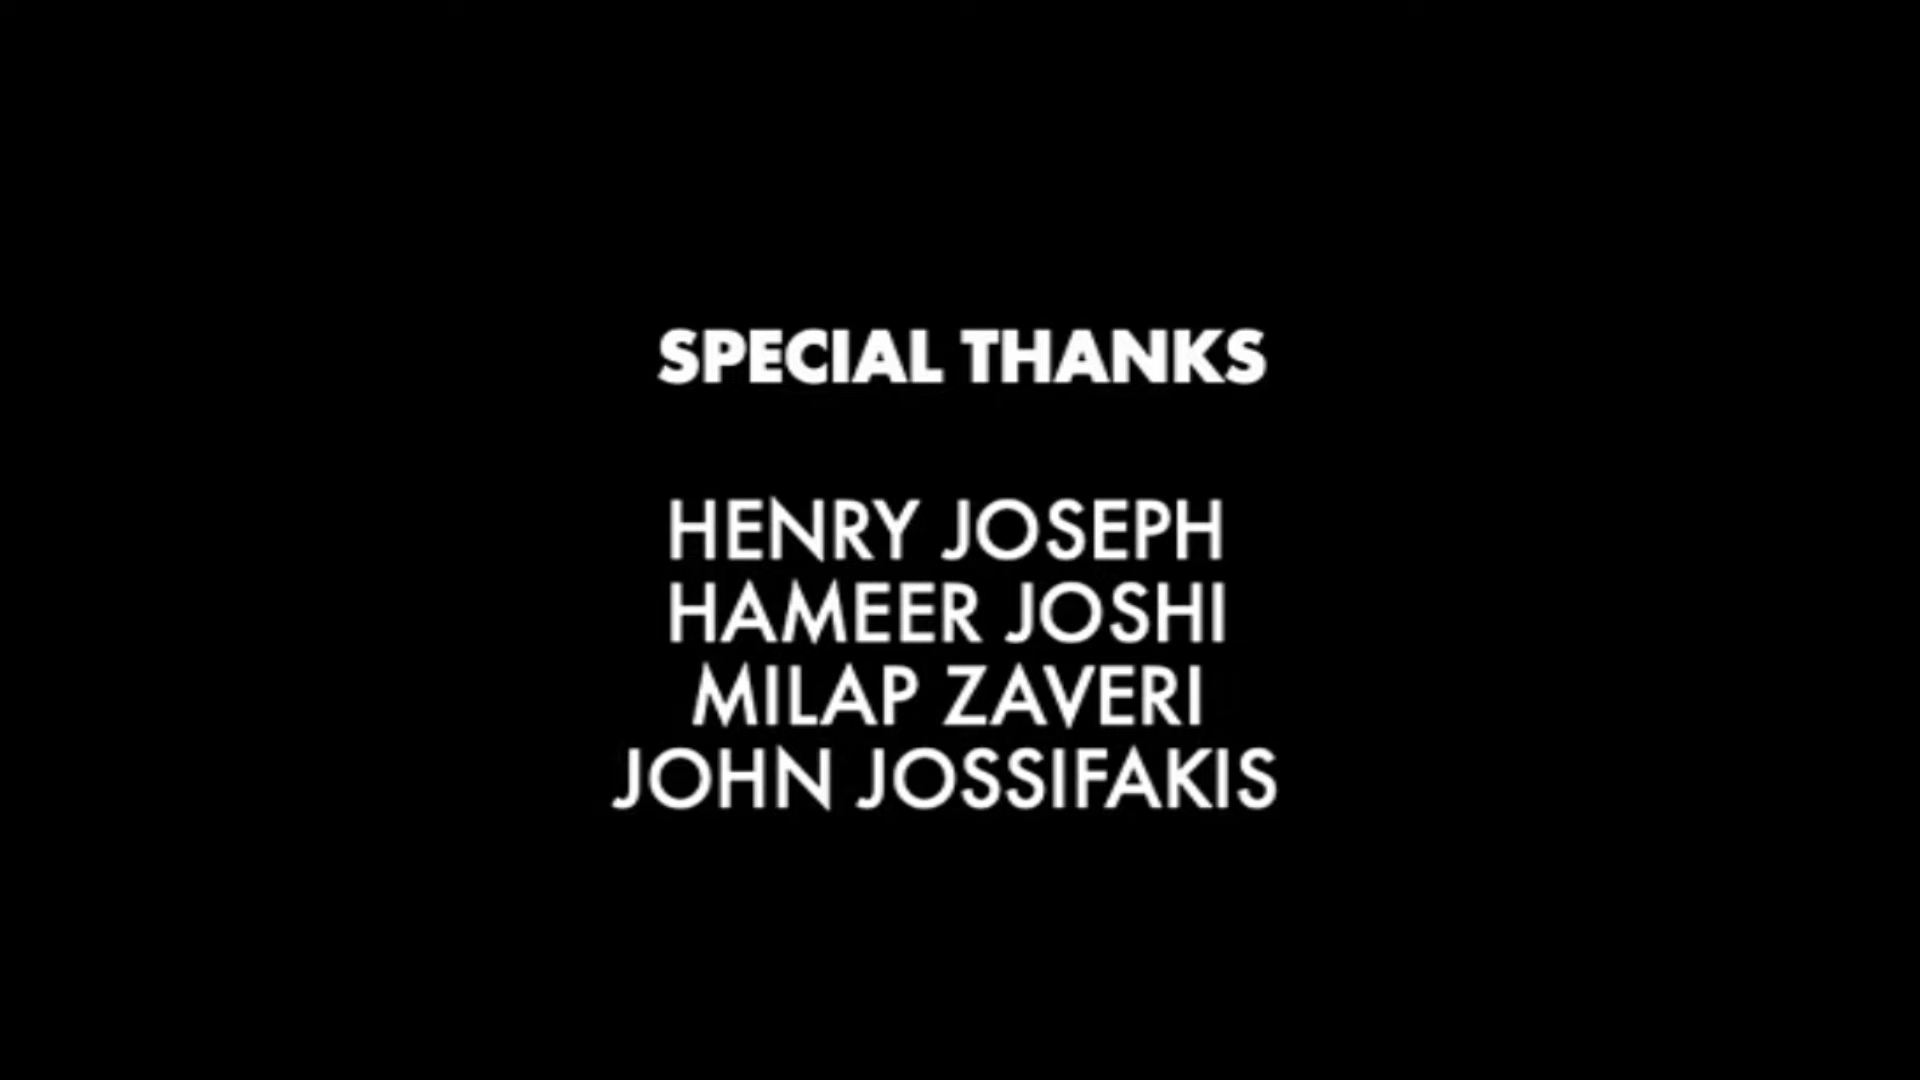 SPECIAL THANKS
HENRY JOSEPH
HAMEER JOSHI
MILAP ZAVERI
JOHN JOSSIFAKIS